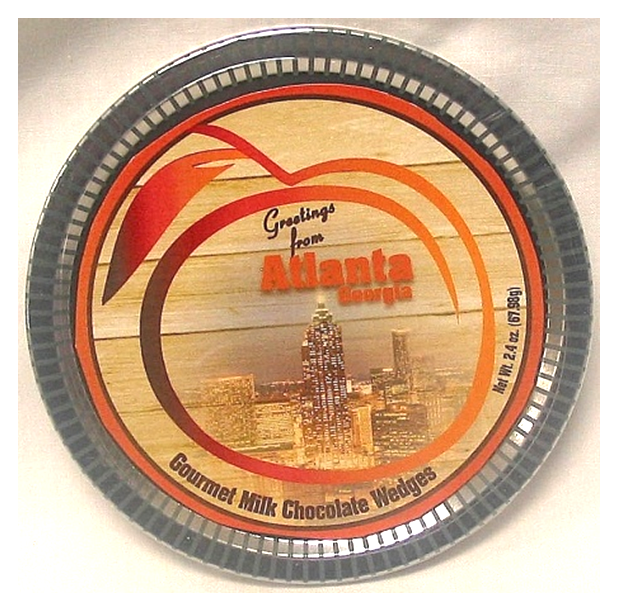 Greetings
from
Atlanta
Georgia
Net Wt. 2.4 oz. (67.98g)
Gourmet Milk Chocolate Wedges